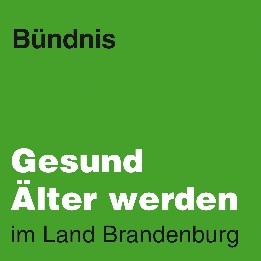 Bündnis
Gesund
Älter werden
im Land Brandenburg